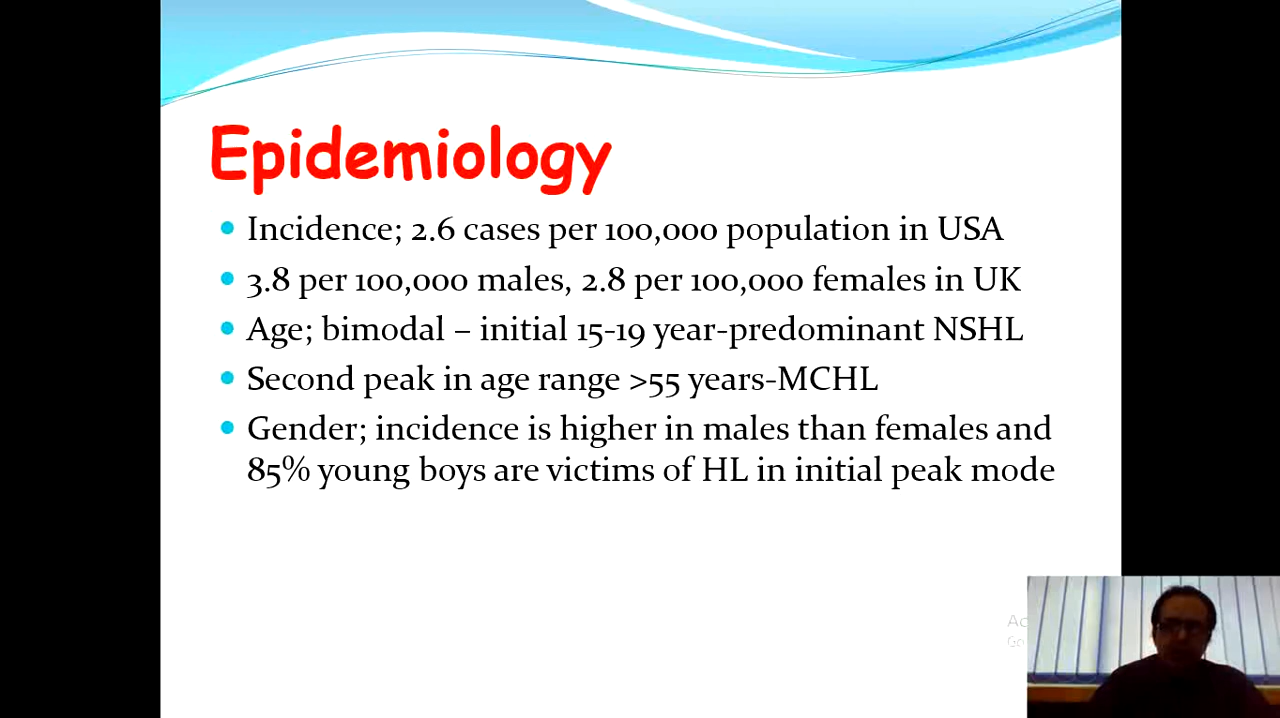 Epidemiology
Incidence; 2.6 cases per 100,000 population in USA
3.8 per 100,000 males, 2.8 per 100,000 females in UK
Age; bimodal – initial 15-19 year-predominant NSHL
Second peak in age range >55 years-MCHL
Gender; incidence is higher in males than females and
85% young boys are victims of HL in initial peak mode